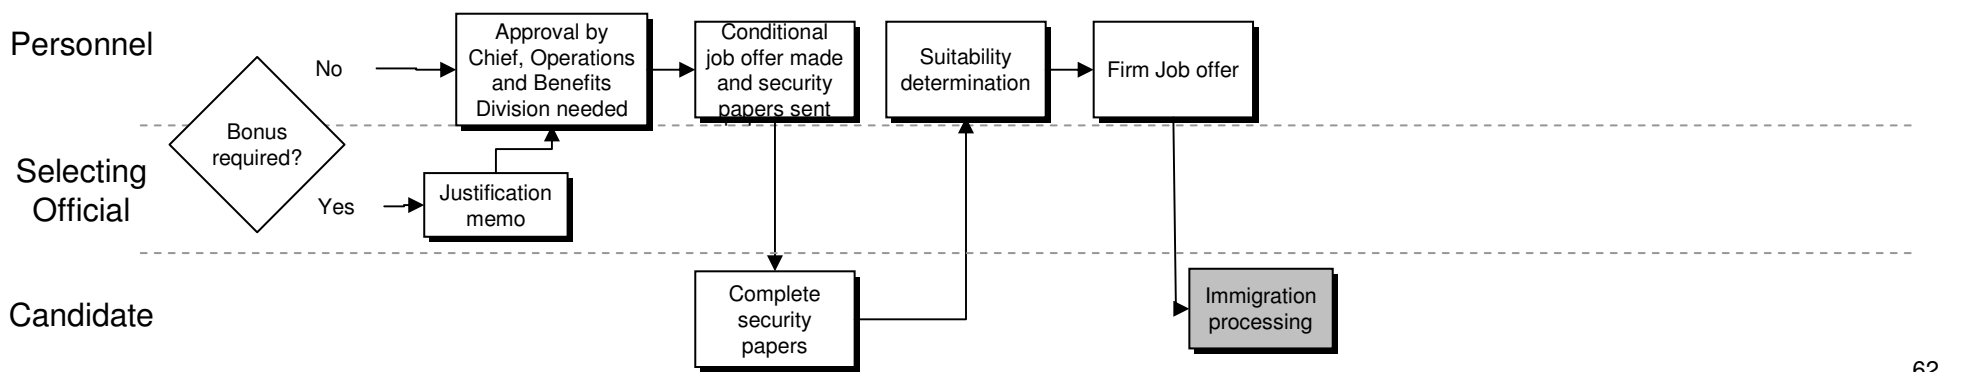 Personnel
Selecting
Official
Candidate
Bonus
required?
No
Yes
Approval by
Chief, Operations
and Benefits
Division needed
Justification
memo
Conditional
job offer made
and security
papers sent
Complete
security
papers
Suitability
determination
Firm Job offer
Immigration
processing
62